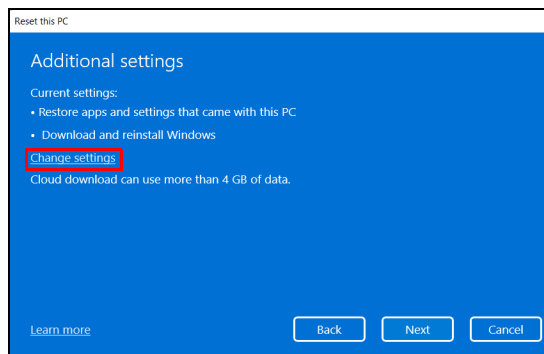 Reset this PC
Additional settings
Current settings:
• Restore apps and settings that came with this PC
• Download and reinstall Windows
Change settings
Cloud download can use more than 4 GB of data.
Learn more
Back
Next
Cancel